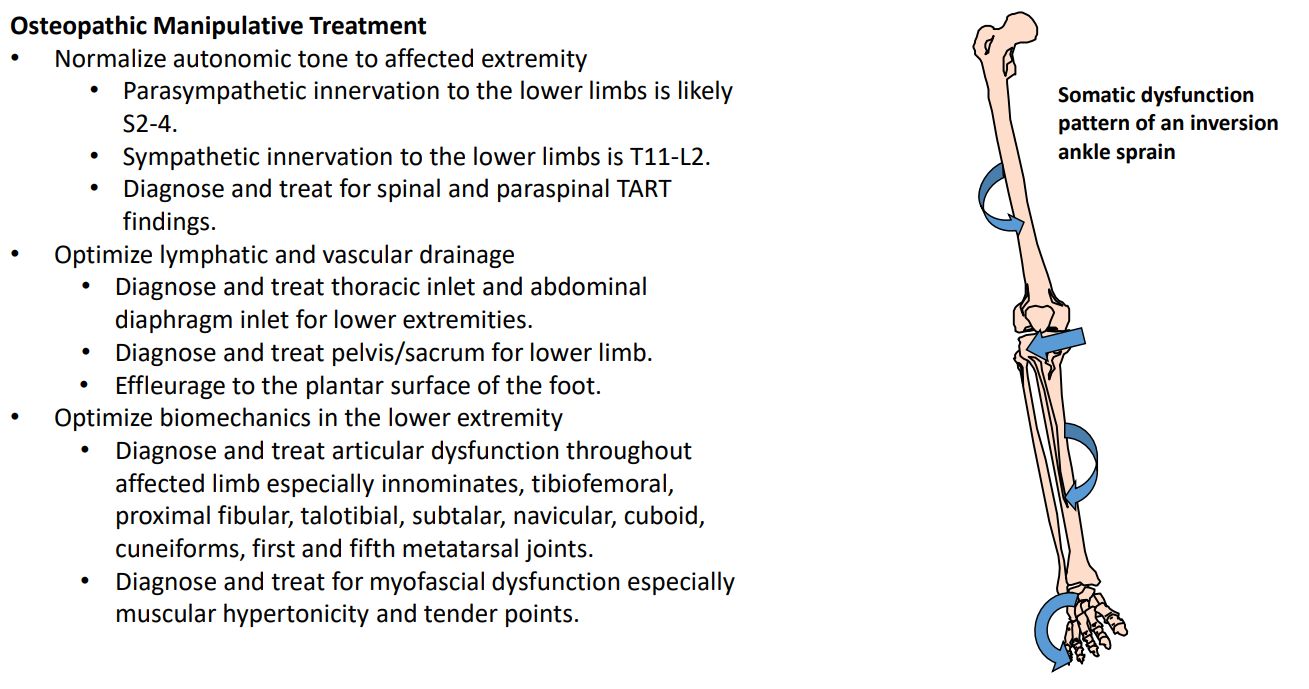 Osteopathic Manipulative Treatment
• Normalize autonomic tone to affected extremity
• Parasympathetic innervation to the lower limbs is likely
S2-4.
• Sympathetic innervation to the lower limbs is T11-L2.
• Diagnose and treat for spinal and paraspinal TART
findings.
• Optimize lymphatic and vascular drainage
• Diagnose and treat thoracic inlet and abdominal
diaphragm inlet for lower extremities.
• Diagnose and treat pelvis/sacrum for lower limb.
• Effleurage to the plantar surface of the foot.
• Optimize biomechanics in the lower extremity
• Diagnose and treat articular dysfunction throughout
affected limb especially innominates, tibiofemoral,
proximal fibular, talotibial, subtalar, navicular, cuboid,
cuneiforms, first and fifth metatarsal joints.
• Diagnose and treat for myofascial dysfunction especially
muscular hypertonicity and tender points.
Somatic dysfunction
pattern of an inversion
ankle sprain